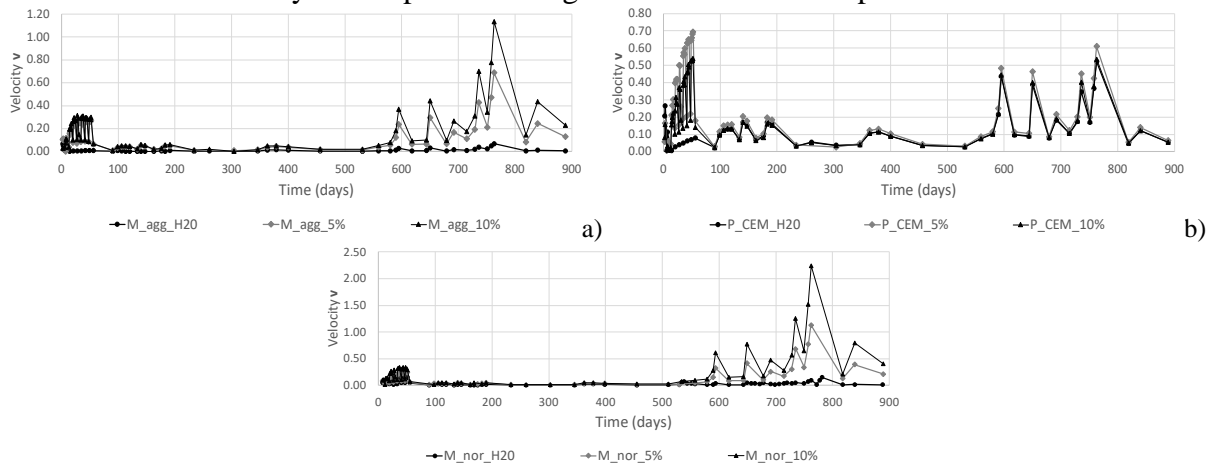 1.20
1.00
0.80
0.60
0.40
0.20
0.00
Velocity v
0 100 200 300 400 500 600 700 800 900
Time (days)
M_agg_H20 M_agg_5% M_agg_10%
a)
0.80
0.70
0.60
0.50
0.40
0.30
0.20
0.10
0.00
Velocity v
0 100 200 300 400 500 600 700 800 900
Time (days)
P_CEM_H20 P_CEM_5% P_CEM_10%
b)
2.50
2.00
1.50
1.00
0.50
0.00
Velocity v
0 100 200 300 400 500 600 700 800 900
Time (days)
M_nor_H20 M_nor_5% M_nor_10%